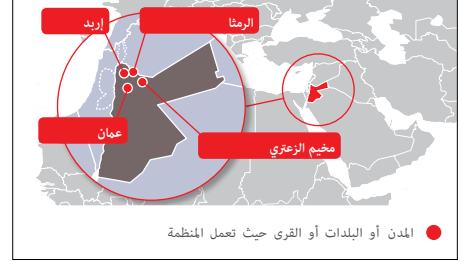 الرمثا
إربد
عمان
مخيم الزعتري
المدن أو البلدات أو القرى حيث تعمل المنظمة